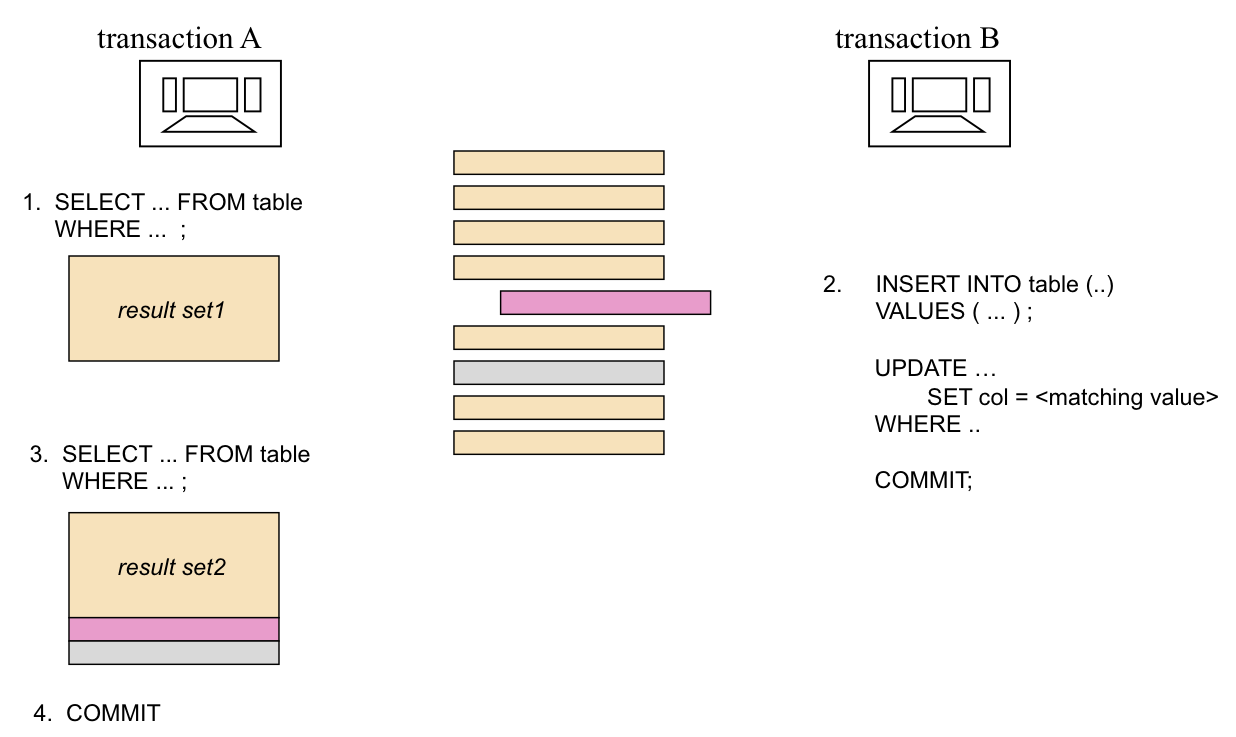 transaction A
transaction B
1. SELECT ... FROM table
WHERE ... ;
result set1
2. INSERT INTO table (..)
VALUES ( ... ) ;
UPDATE …
SET col = <matching value>
WHERE ..
COMMIT;
3. SELECT ... FROM table
WHERE ... ;
result set2
4. COMMIT